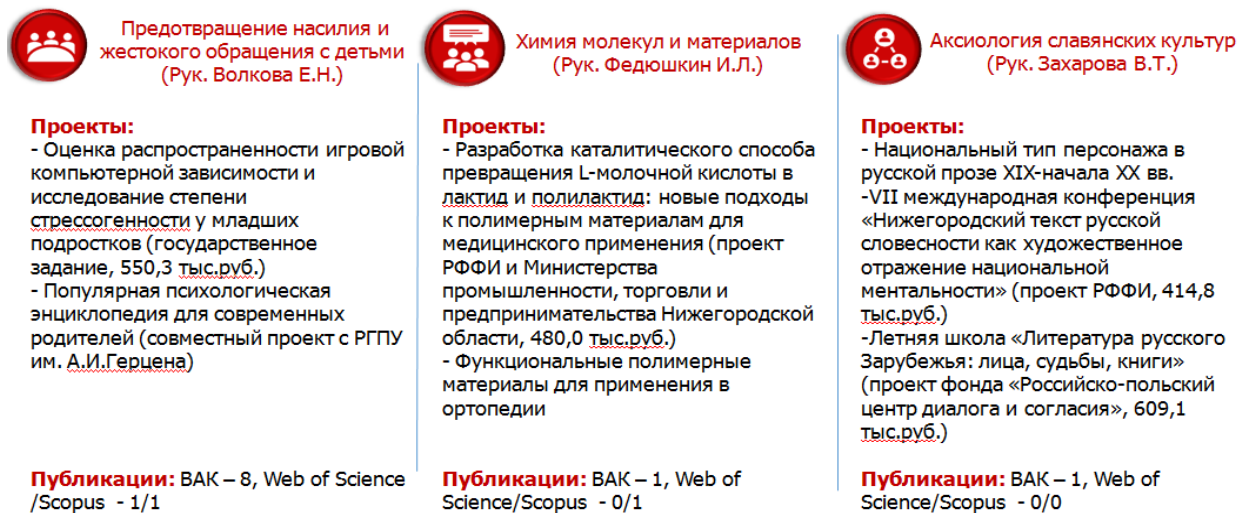 Предотвращение насилия и
жестокого обращения с детьми
(Рук. Волкова Е.Н.)
Проекты:
- Оценка распространенности игровой
компьютерной зависимости и
исследование степени
стрессогенности у младших
подростков (государственное
задание, 550,3 тыс.руб.)
- Популярная психологическая
энциклопедия для современных
родителей (совместный проект с РГПУ
им. А.И.Герцена)
Публикации: ВАК – 8, Web of Science
/Scopus - 1/1
Химия молекул и материалов
(Рук. Федюшкин И.Л.)
Проекты:
- Разработка каталитического способа
превращения L-молочной кислоты в
лактид и полилактид: новые подходы
к полимерным материалам для
медицинского применения (проект
РФФИ и Министерства
промышленности, торговли и
предпринимательства Нижегородской
области, 480,0 тыс.руб.)
- Функциональные полимерные
материалы для применения в
ортопедии
Публикации: ВАК – 1, Web of
Science/Scopus - 0/1
Аксиология славянских культур
(Рук. Захарова В.Т.)
Проекты:
- Национальный тип персонажа в
русской прозе XIX-начала XX вв.
-VII международная конференция
«Нижегородский текст русской
словесности как художественное
отражение национальной
ментальности» (проект РФФИ, 414,8
тыс.руб.)
-Летняя школа «Литература русского
Зарубежья: лица, судьбы, книги»
(проект фонда «Российско-польский
центр диалога и согласия», 609,1
тыс.руб.)
Публикации: ВАК – 1, Web of
Science/Scopus - 0/0